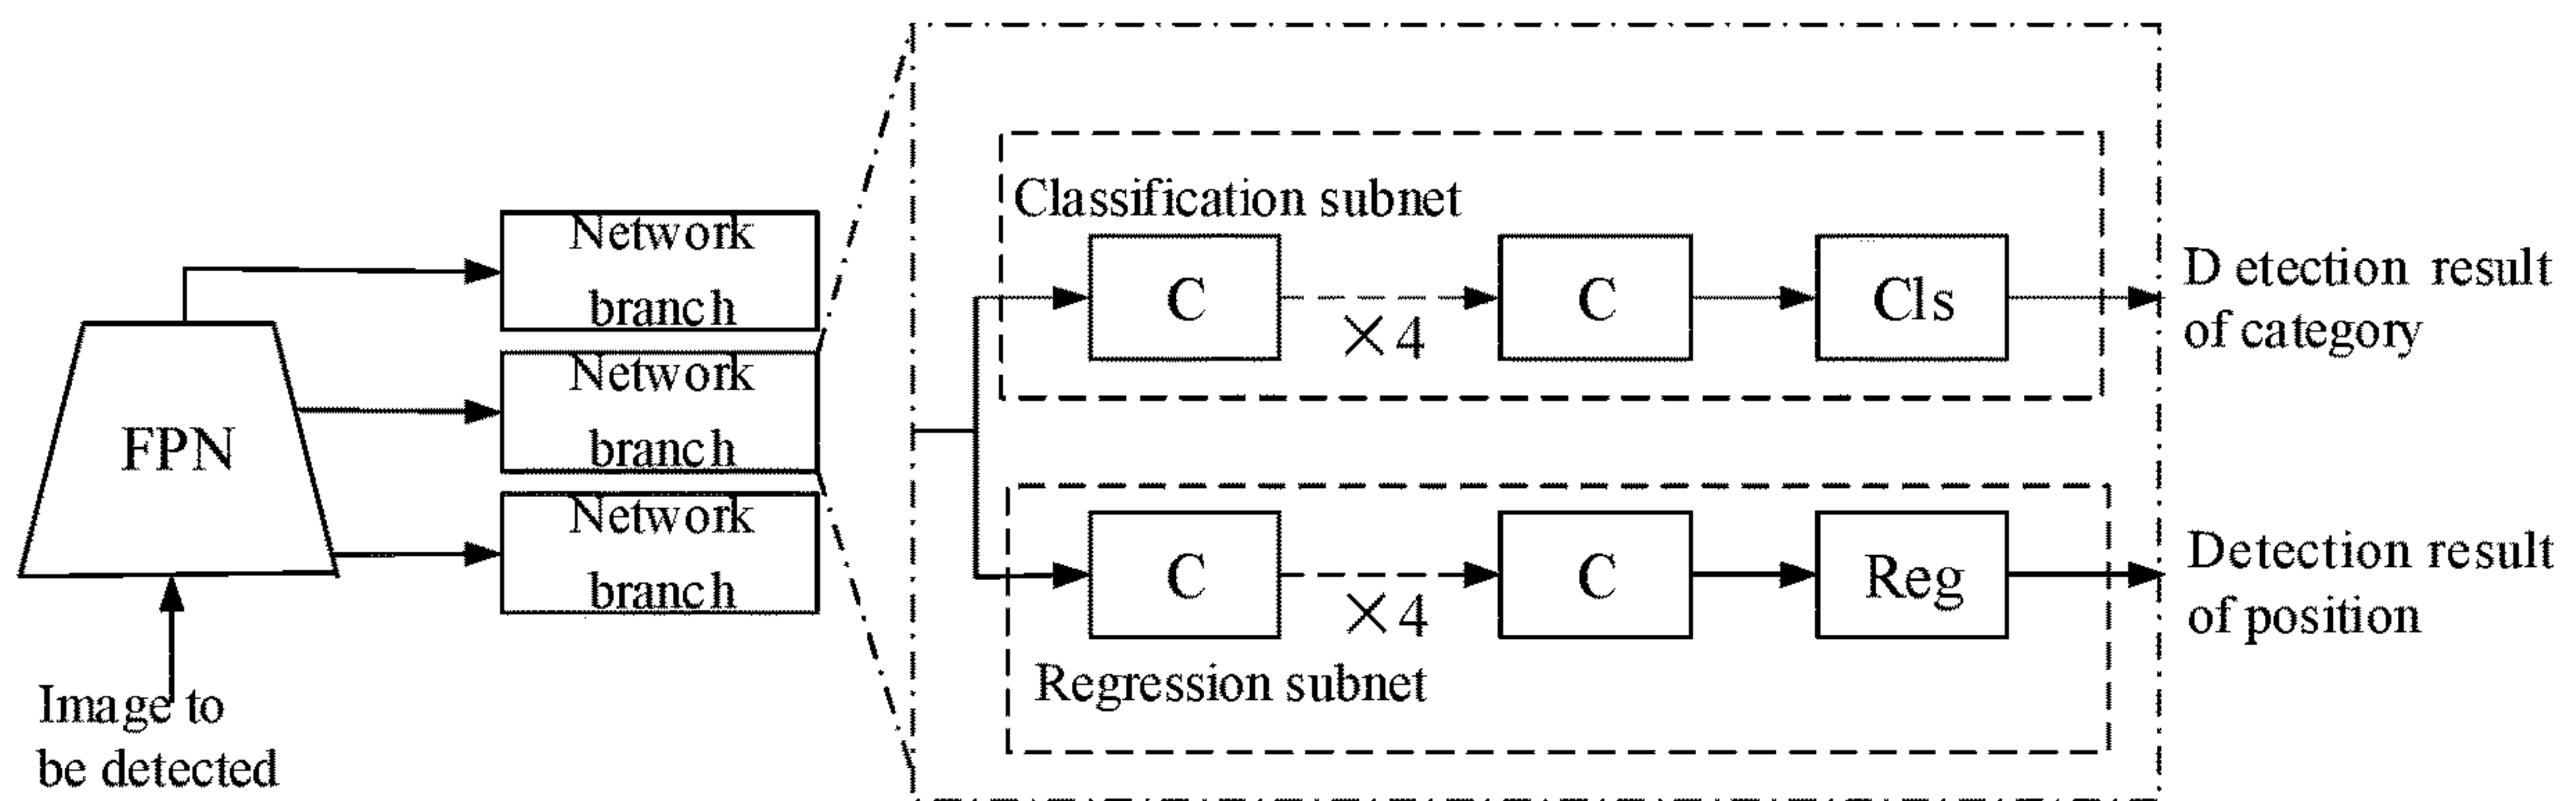 Network
branch
Network
branch
Network
branch
FPN
Image to
be detected
Classification subnet
C
×4
C
Cls
D etection result
of category
C
×4
C
Reg
Regression subnet
Detection result
of position